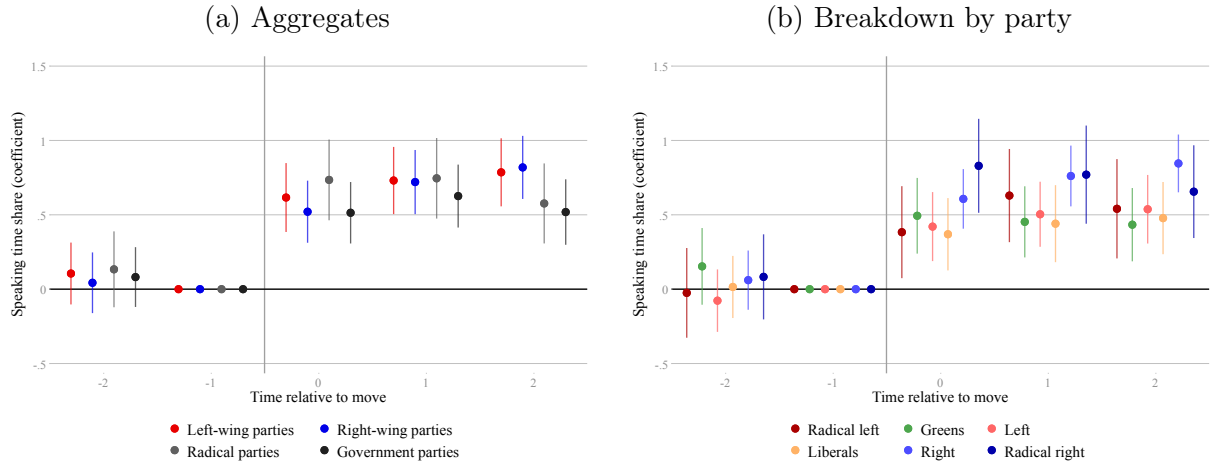 (a) Aggregates
Speaking time share (coefficient)
1.5
1
.5
0
-.5
-2
-1
0
1
2
Time relative to move
Left-wing parties
Right-wing parties
Radical parties
Government parties
(b) Breakdown by party
Speaking time share (coefficient)
1.5
1
.5
0
-.5
-2
-1
0
1
2
Time relative to move
Radical left
Greens
Left
Liberals
Right
Radical right